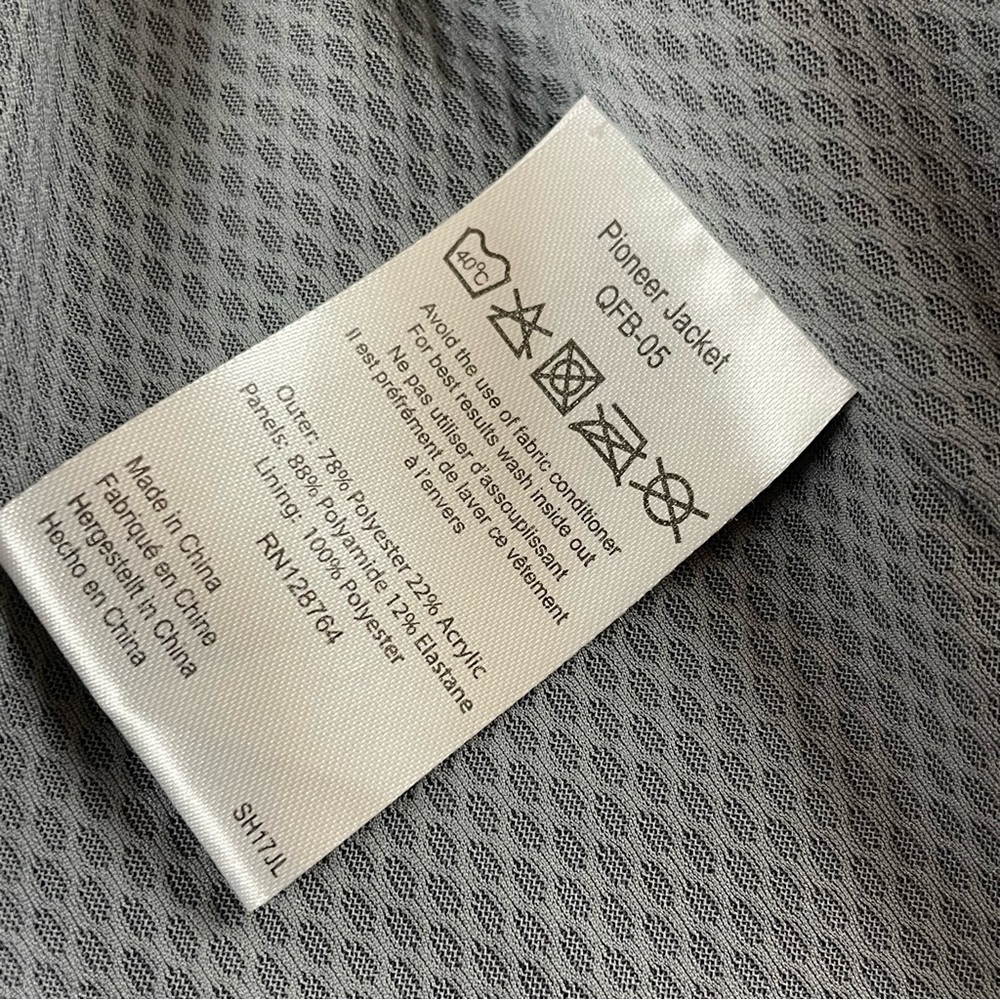 Pioneer Jacket
QFB-05
40°C
Avoid the use of fabric conditioner
For best results wash inside out
Ne pas utiliser d'assouplissant
Il est préfrément de laver ce vêtement
à l'envers
Outer: 78% Polyester 22% Acrylic
Panels: 88% Polyamide 12% Elastane
Lining: 100% Polyester
RN128764
Made in China
Fabriqué en Chine
Hergestellt in China
Hecho en China
SH17JL